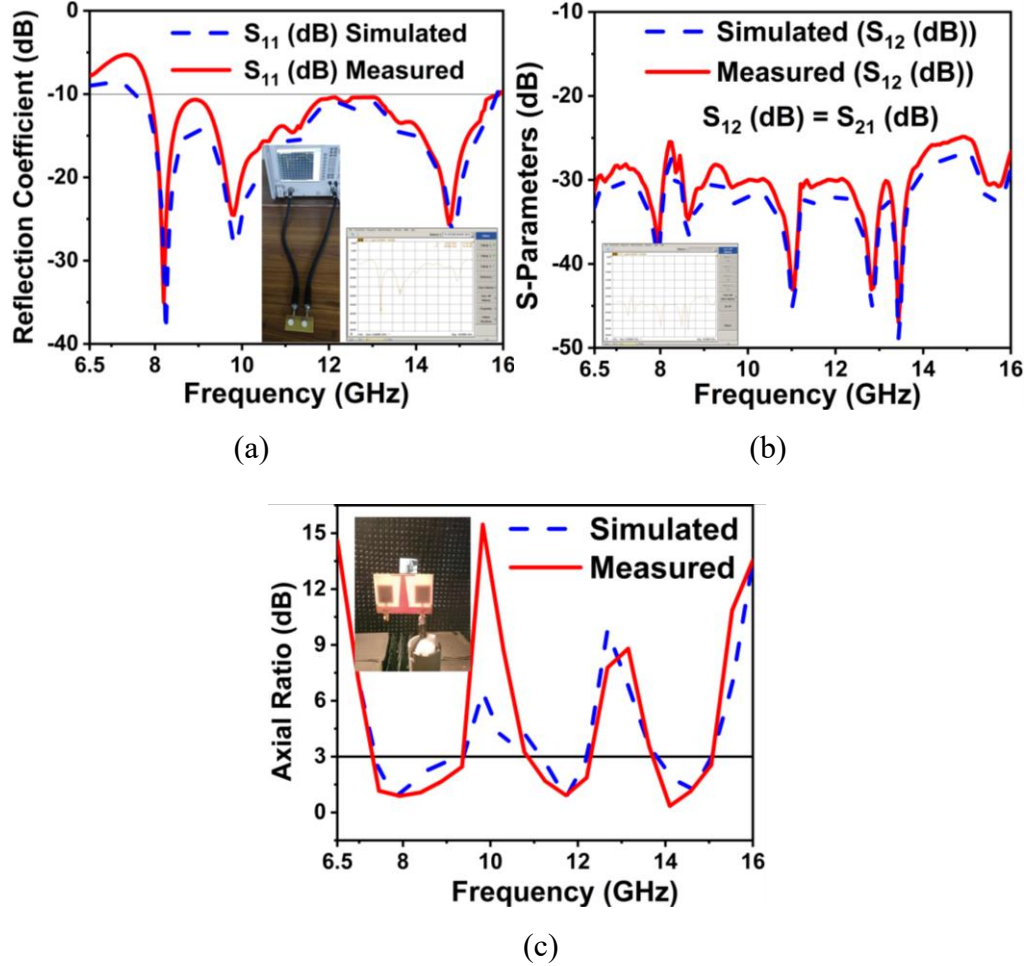 0
-10
-20
-30
-40
Reflection Coefficient (dB)
S₁₁ (dB) Simulated
S₁₁ (dB) Measured
6.5 8 10 12 14 16
Frequency (GHz)
(a)
-10
-20
-30
-40
-50
S-Parameters (dB)
Simulated (S₁₂ (dB))
Measured (S₁₂ (dB))
S₁₂ (dB) = S₂₁ (dB)
6.5 8 10 12 14 16
Frequency (GHz)
(b)
15
12
9
6
3
0
Axial Ratio (dB)
Simulated
Measured
6.5 8 10 12 14 16
Frequency (GHz)
(c)